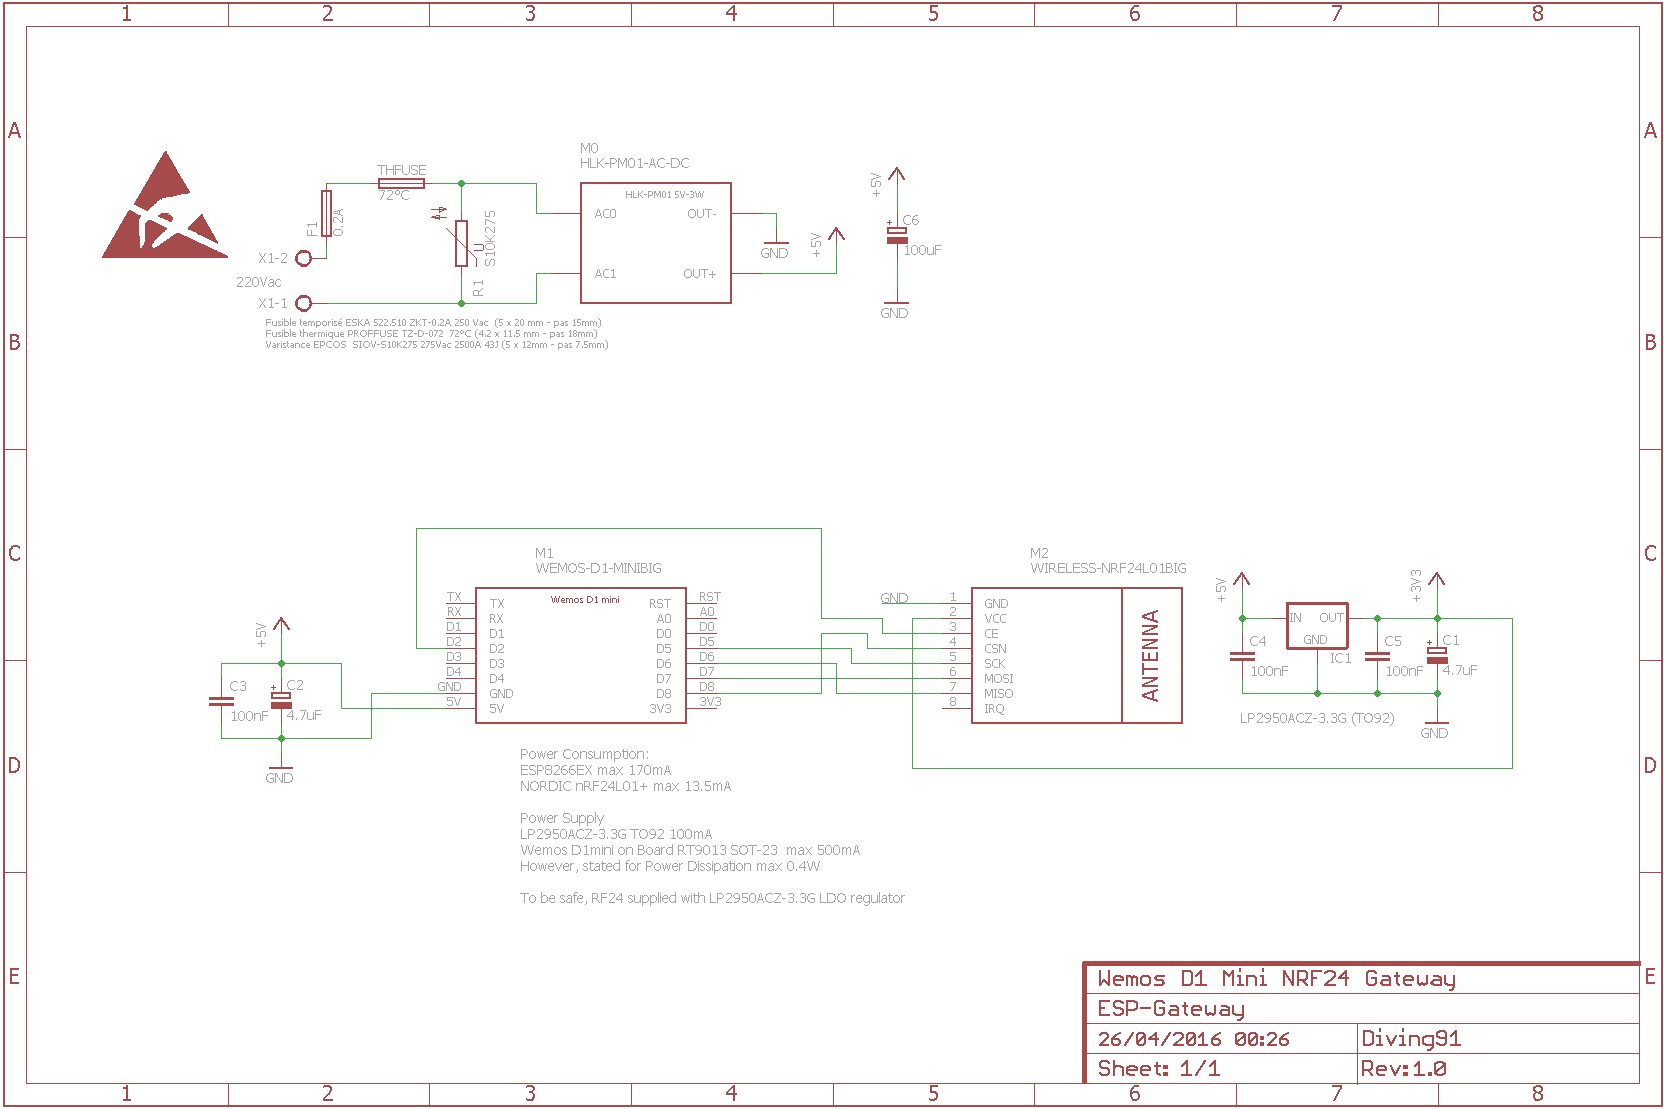 1 2 3 4 5 6 7 8
A A
M0
HLK-PM01-AC-DC
THFUSE
72°C
HLK-PM01 5V-3W
AC0 OUT-
AC1 OUT+
F1
0.2A
S10K275
U
R1
X1-2
220Vac
X1-1
GND
+5V
+5V
C6
+
100uF
GND
Fusible temporisé ESKA 522.510 ZKT-0.2A 250 Vac (5 x 20 mm - pas 15mm)
Fusible thermique PROFFUSE TZ-D-072 72°C (4.2 x 11.5 mm - pas 18mm)
Varistance EPCOS SIOV-S10K275 275Vac 2500A 43J (5 x 12mm - pas 7.5mm)
B B
C C
M1
WEMOS-D1-MINIBIG
Wemos D1 mini
TX TX RST RST
RX RX A0 A0
D1 D1 D0 D0
D2 D2 D5 D5
D3 D3 D6 D6
D4 D4 D7 D7
GND GND D8 D8
5V 5V 3V3 3V3
+5V
C3
100nF
+
C2
4.7uF
GND
M2
WIRELESS-NRF24L01BIG
GND 1 GND
2 VCC
3 CE
4 CSN
5 SCK
6 MOSI
7 MISO
8 IRQ
ANTENNA
+5V
+3V3
IN OUT
GND
IC1
C4
100nF
C5
100nF
+
C1
4.7uF
LP2950ACZ-3.3G (TO92)
GND
D D
Power Consumption:
ESP8266EX max 170mA
NORDIC nRF24L01+ max 13.5mA
Power Supply
LP2950ACZ-3.3G TO92 100mA
Wemos D1mini on Board RT9013 SOT-23 max 500mA
However, stated for Power Dissipation max 0.4W
To be safe, RF24 supplied with LP2950ACZ-3.3G LDO regulator
E E
Wemos D1 Mini NRF24 Gateway
ESP-Gateway
26/04/2016 00:26 Diving91
Sheet: 1/1 Rev:1.0
1 2 3 4 5 6 7 8